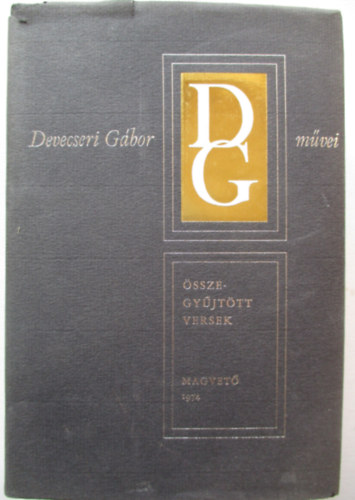 Devecseri Gábor
DG
művei
ÖSSZE-
GYŰJTÖTT
VERSEK
MAGVETŐ
1974